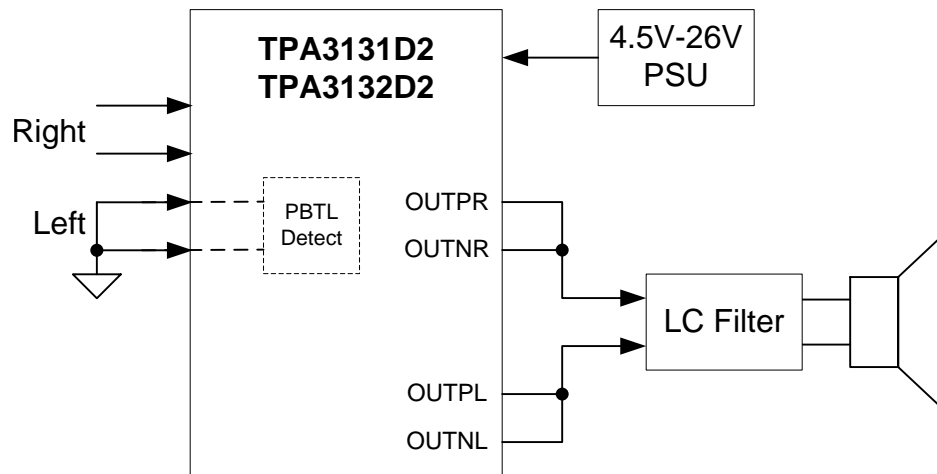 TPA3131D2
TPA3132D2
4.5V-26V
PSU
Right
Left
PBTL
Detect
OUTPR
OUTNR
LC Filter
OUTPL
OUTNL